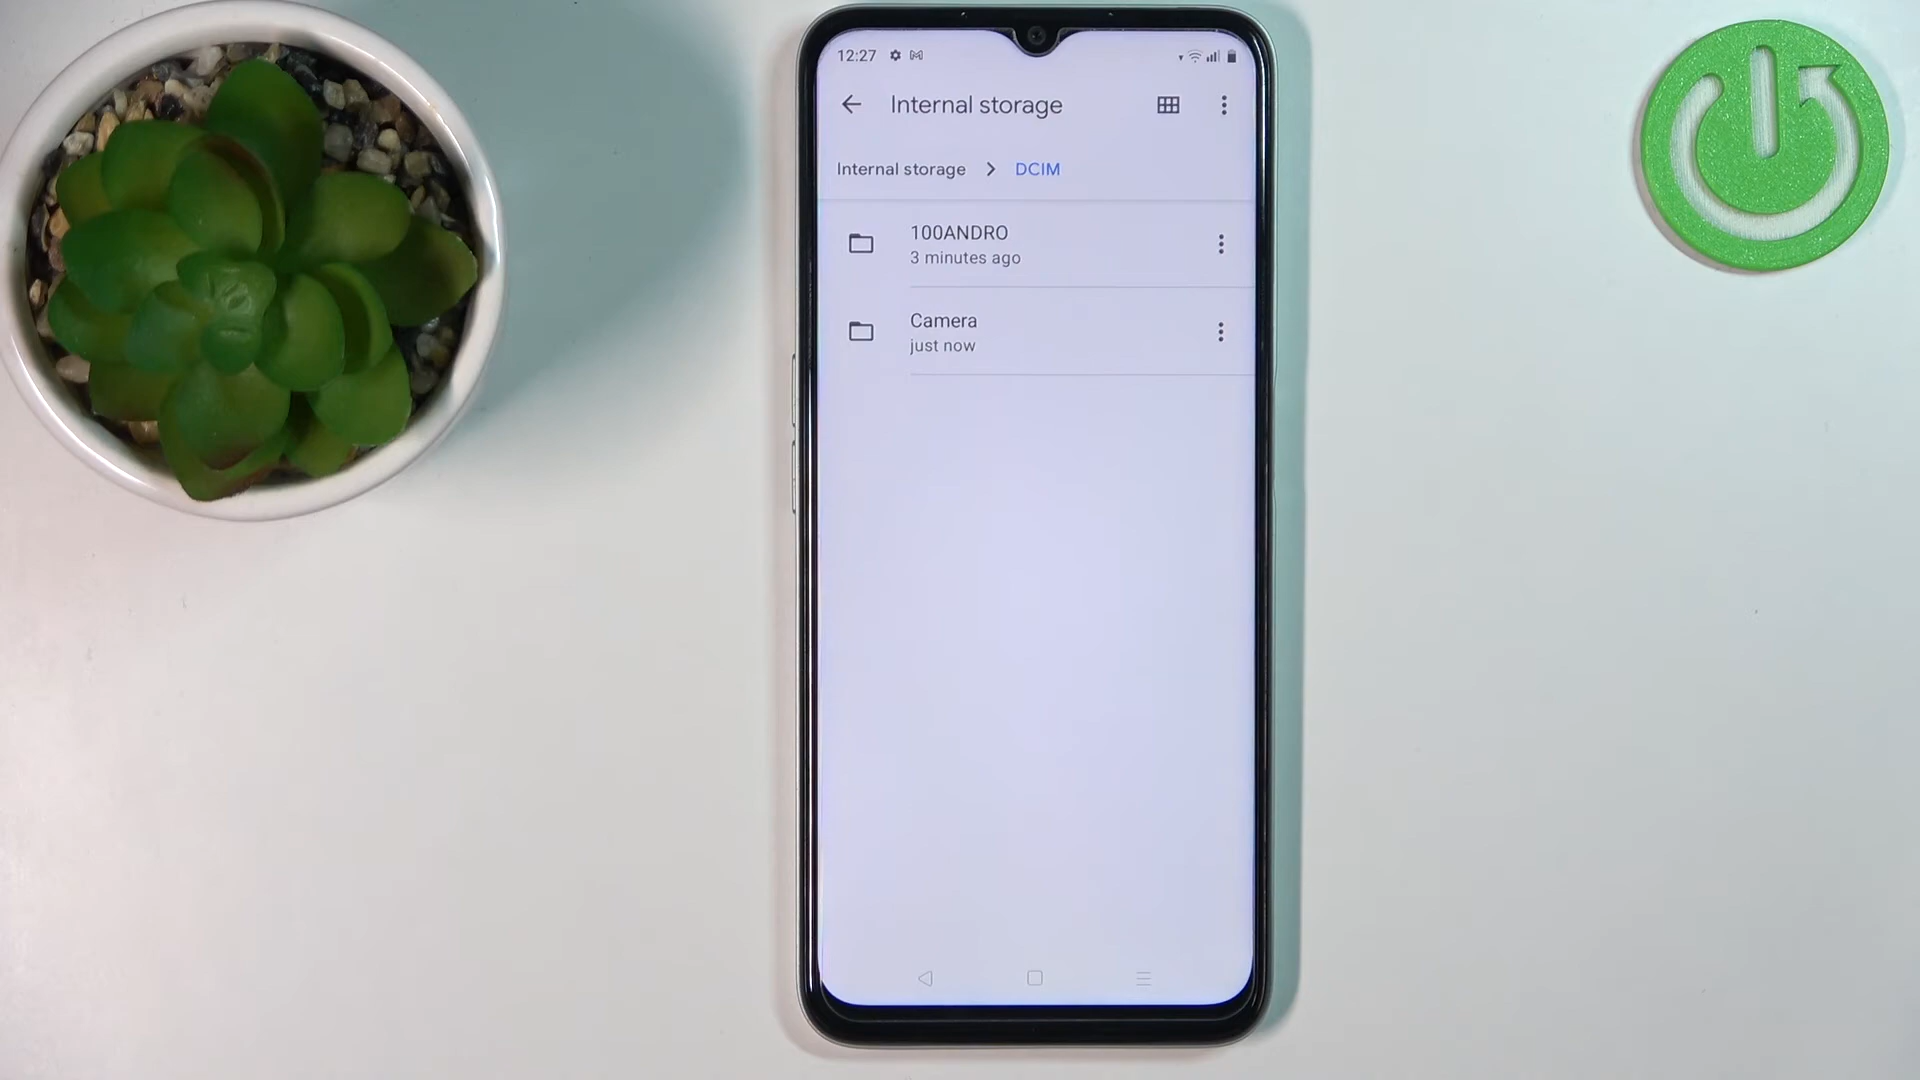 12:27
Internal storage
Internal storage > DCIM
100ANDRO
3 minutes ago
Camera
just now